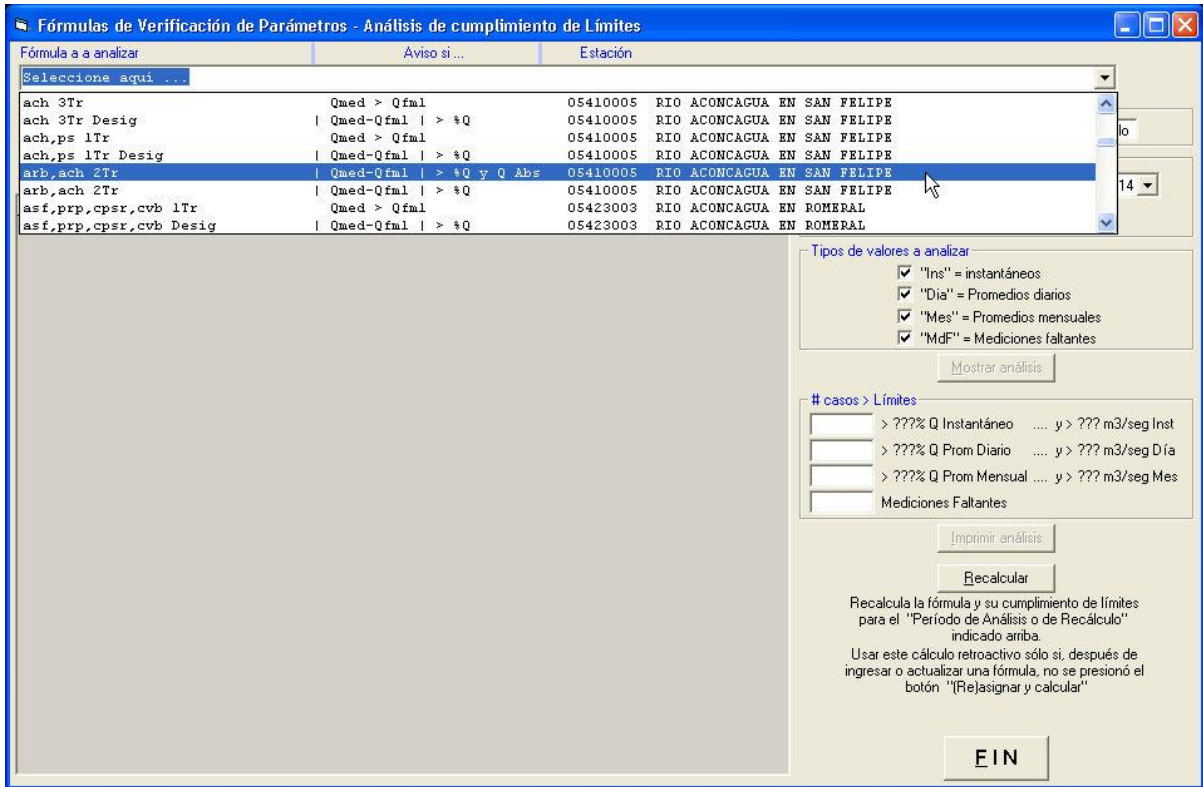 Fórmulas de Verificación de Parámetros - Análisis de cumplimiento de Límites
Fórmula a a analizar Aviso si ... Estación
Seleccione aquí ...
ach 3Tr Qmed > Qfml 05410005 RIO ACONCAGUA EN SAN FELIPE
ach 3Tr Desig | Qmed-Qfml | > %Q 05410005 RIO ACONCAGUA EN SAN FELIPE
ach,ps 1Tr Qmed > Qfml 05410005 RIO ACONCAGUA EN SAN FELIPE
ach,ps 1Tr Desig | Qmed-Qfml | > %Q 05410005 RIO ACONCAGUA EN SAN FELIPE
arb,ach 2Tr | Qmed-Qfml | > %Q y Q Abs 05410005 RIO ACONCAGUA EN SAN FELIPE
arb,ach 2Tr | Qmed-Qfml | > %Q 05410005 RIO ACONCAGUA EN SAN FELIPE
asf,prp,cpsr,cvb 1Tr Qmed > Qfml 05423003 RIO ACONCAGUA EN ROMERAL
asf,prp,cpsr,cvb Desig | Qmed-Qfml | > %Q 05423003 RIO ACONCAGUA EN ROMERAL
lo
14
Tipos de valores a analizar
"Ins" = instantáneos
"Dia" = Promedios diarios
"Mes" = Promedios mensuales
"MdF" = Mediciones faltantes
Mostrar análisis
# casos > Límites
> ???% Q Instantáneo .... y > ??? m3/seg Inst
> ???% Q Prom Diario .... y > ??? m3/seg Día
> ???% Q Prom Mensual .... y > ??? m3/seg Mes
Mediciones Faltantes
Imprimir análisis
Recalcular
Recalcula la fórmula y su cumplimiento de límites
para el "Período de Análisis o de Recálculo"
indicado arriba.
Usar este cálculo retroactivo sólo si, después de
ingresar o actualizar una fórmula, no se presionó el
botón "(Re)asignar y calcular"
FIN